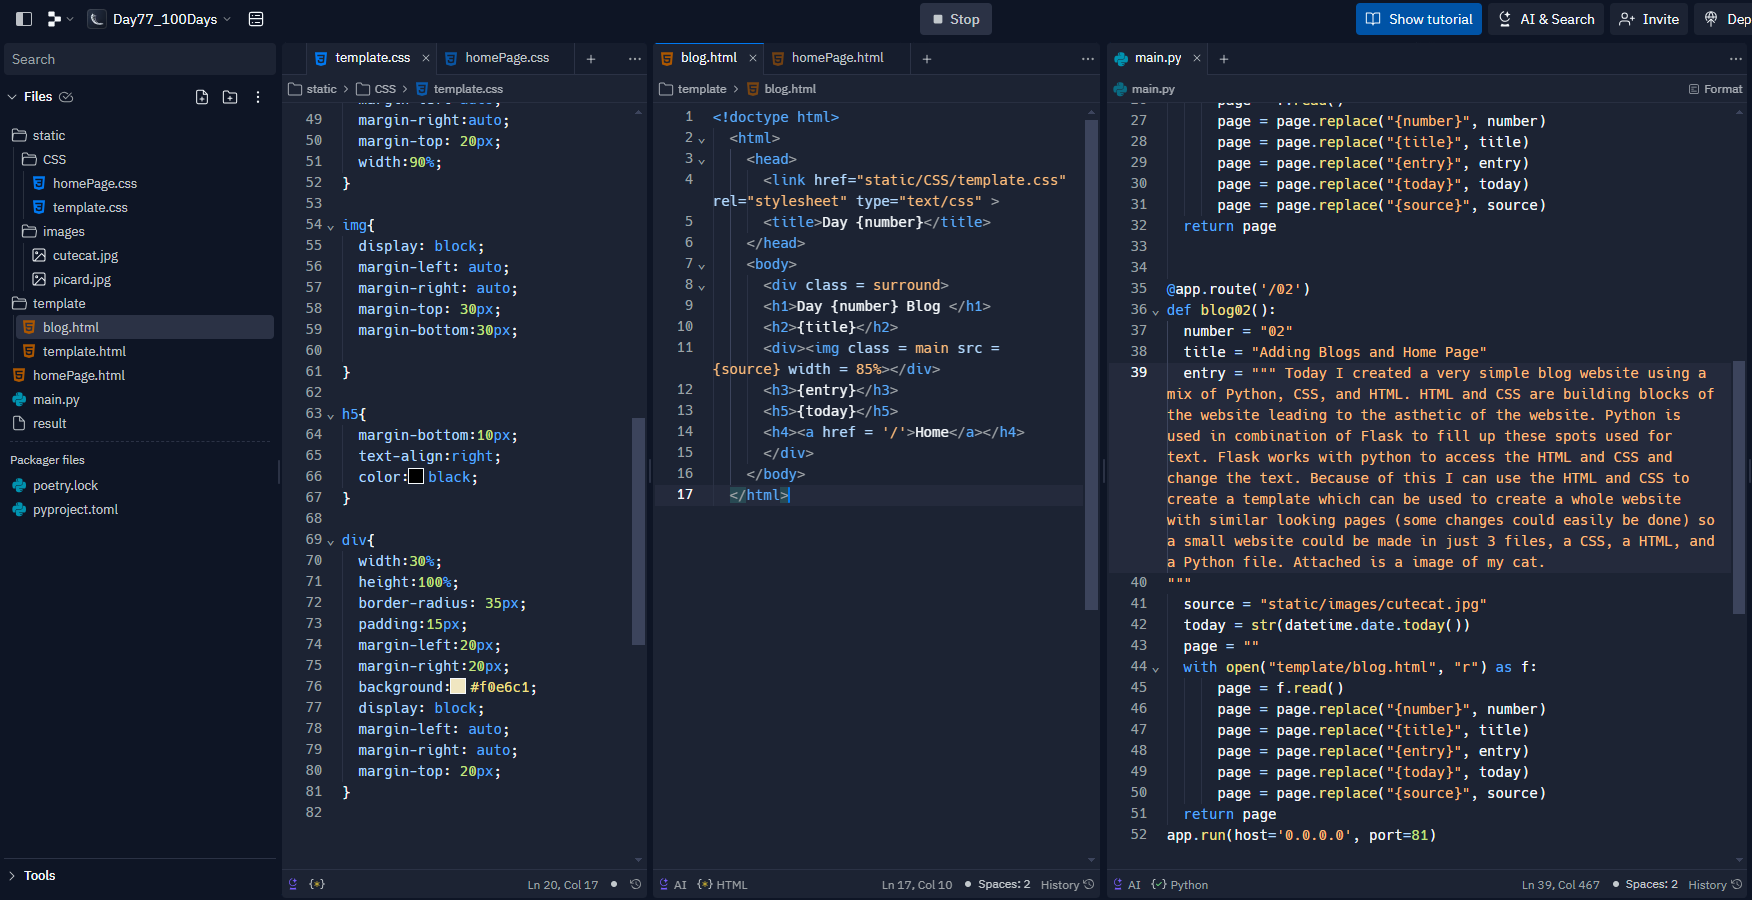 Day77_100Days
Stop
Show tutorial
AI & Search
Invite
Dep
Search
Files
static
CSS
homePage.css
template.css
images
cutecat.jpg
picard.jpg
template
blog.html
template.html
homePage.html
main.py
result
Packager files
poetry.lock
pyproject.toml
Tools
template.css
homePage.css
static > CSS > template.css
49 margin-right:auto;
50 margin-top: 20px;
51 width:90%;
52 }
53
54 img{
55 display: block;
56 margin-left: auto;
57 margin-right: auto;
58 margin-top: 30px;
59 margin-bottom:30px;
60
61 }
62
63 h5{
64 margin-bottom:10px;
65 text-align:right;
66 color: black;
67 }
68
69 div{
70 width:30%;
71 height:100%;
72 border-radius: 35px;
73 padding:15px;
74 margin-left:20px;
75 margin-right:20px;
76 background: #f0e6c1;
77 display: block;
78 margin-left: auto;
79 margin-right: auto;
80 margin-top: 20px;
81 }
82
Ln 20, Col 17
blog.html
homePage.html
template > blog.html
1 <!doctype html>
2 <html>
3 <head>
4 <link href="static/CSS/template.css"
rel="stylesheet" type="text/css" >
5 <title>Day {number}</title>
6 </head>
7 <body>
8 <div class = surround>
9 <h1>Day {number} Blog </h1>
10 <h2>{title}</h2>
11 <div><img class = main src =
{source} width = 85%></div>
12 <h3>{entry}</h3>
13 <h5>{today}</h5>
14 <h4><a href = '/'>Home</a></h4>
15 </div>
16 </body>
17 </html>
AI {*} HTML
Ln 17, Col 10 Spaces: 2 History
main.py
main.py
Format
27 page = page.replace("{number}", number)
28 page = page.replace("{title}", title)
29 page = page.replace("{entry}", entry)
30 page = page.replace("{today}", today)
31 page = page.replace("{source}", source)
32 return page
33
34
35 @app.route('/02')
36 def blog02():
37 number = "02"
38 title = "Adding Blogs and Home Page"
39 entry = """ Today I created a very simple blog website using a
mix of Python, CSS, and HTML. HTML and CSS are building blocks of
the website leading to the asthetic of the website. Python is
used in combination of Flask to fill up these spots used for
text. Flask works with python to access the HTML and CSS and
change the text. Because of this I can use the HTML and CSS to
create a template which can be used to create a whole website
with similar looking pages (some changes could easily be done) so
a small website could be made in just 3 files, a CSS, a HTML, and
a Python file. Attached is a image of my cat.
40 """
41 source = "static/images/cutecat.jpg"
42 today = str(datetime.date.today())
43 page = ""
44 with open("template/blog.html", "r") as f:
45 page = f.read()
46 page = page.replace("{number}", number)
47 page = page.replace("{title}", title)
48 page = page.replace("{entry}", entry)
49 page = page.replace("{today}", today)
50 page = page.replace("{source}", source)
51 return page
52 app.run(host='0.0.0.0', port=81)
AI Python
Ln 39, Col 467 Spaces: 2 History